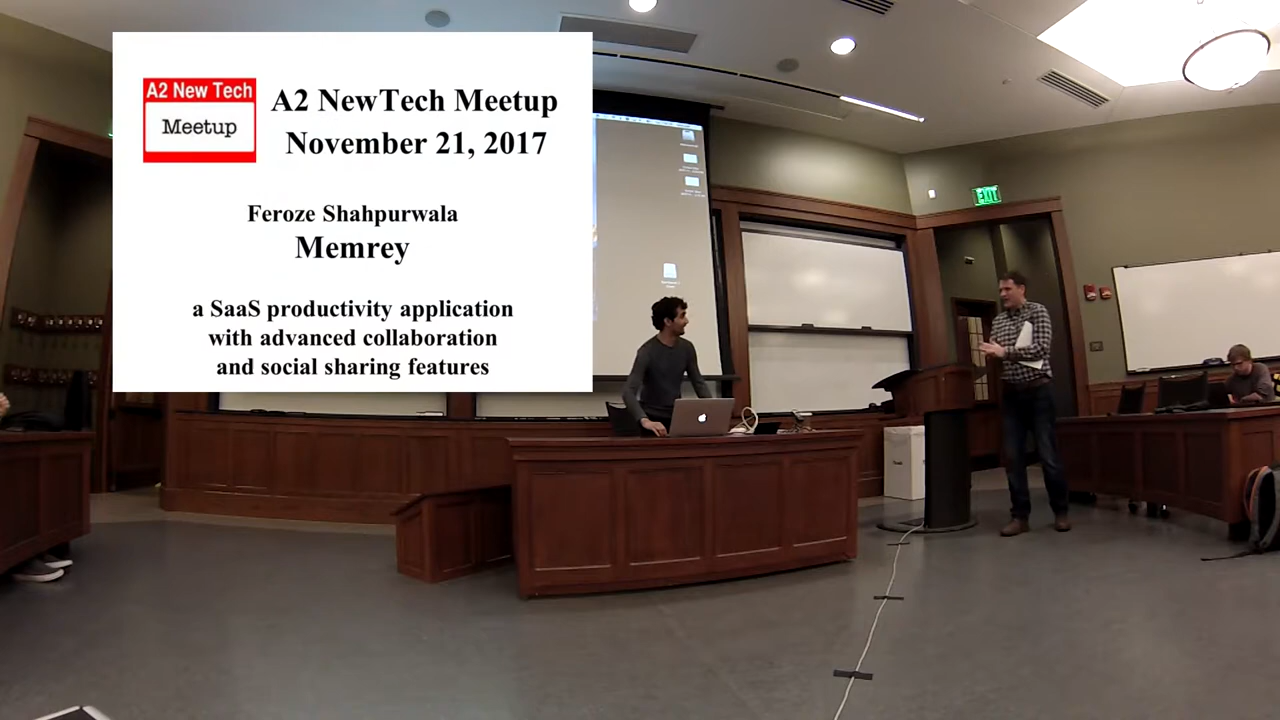 A2 New Tech
Meetup
A2 NewTech Meetup
November 21, 2017
Feroze Shahpurwala
Memrey
a SaaS productivity application
with advanced collaboration
and social sharing features
EXIT